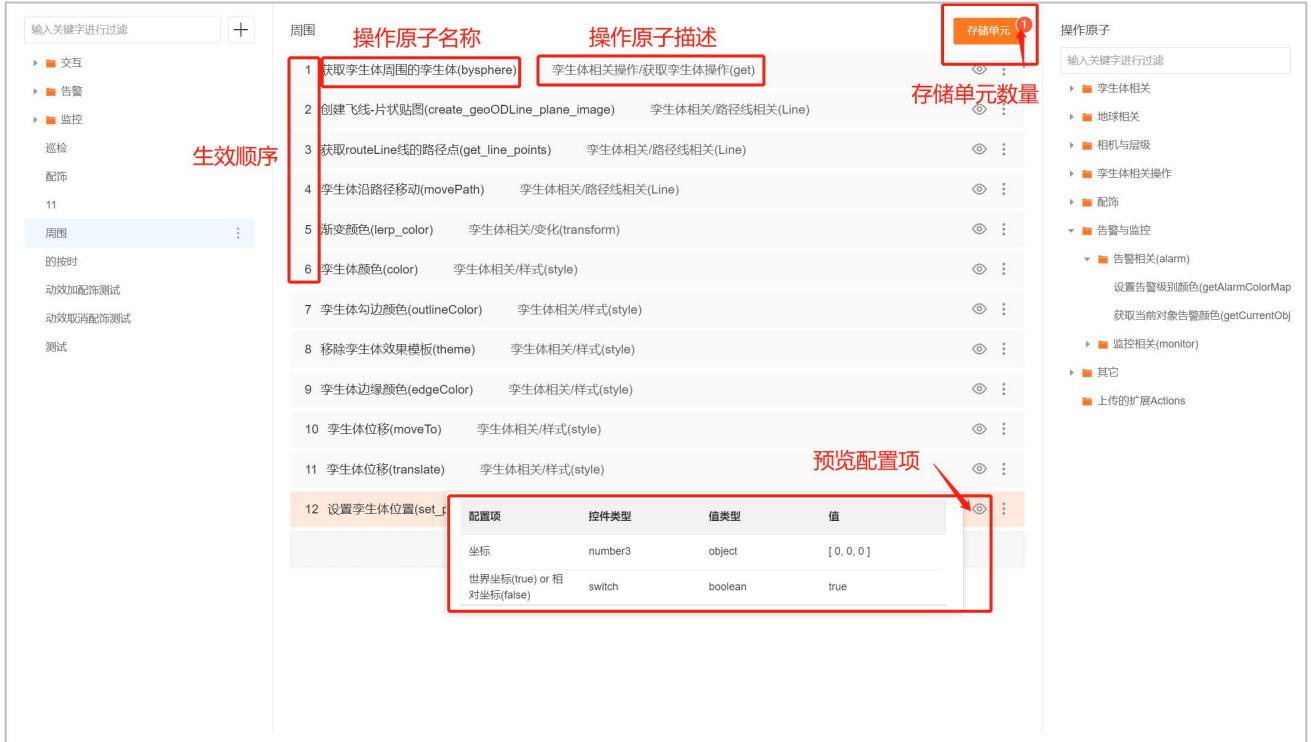 输入关键字进行过滤
交互
告警
监控
巡检
配饰
11
周围
的按时
动效加配饰测试
动效取消配饰测试
测试
周围
操作原子名称
操作原子描述
存储单元
1
存储单元数量
生效顺序
1 获取孪生体周围的孪生体(bysphere) 孪生体相关操作/获取孪生体操作(get)
2 创建飞线-片状贴图(create_geoODLine_plane_image) 孪生体相关/路径线相关(Line)
3 获取routeLine线的路径点(get_line_points) 孪生体相关/路径线相关(Line)
4 孪生体沿路径移动(movePath) 孪生体相关/路径线相关(Line)
5 渐变颜色(lerp_color) 孪生体相关/变化(transform)
6 孪生体颜色(color) 孪生体相关/样式(style)
7 孪生体勾边颜色(outlineColor) 孪生体相关/样式(style)
8 移除孪生体效果模板(theme) 孪生体相关/样式(style)
9 孪生体边缘颜色(edgeColor) 孪生体相关/样式(style)
10 孪生体位移(moveTo) 孪生体相关/样式(style)
11 孪生体位移(translate) 孪生体相关/样式(style)
预览配置项
12 设置孪生体位置(set_p
配置项 控件类型 值类型 值
坐标 number3 object [ 0, 0, 0 ]
世界坐标(true) or 相
对坐标(false) switch boolean true
操作原子
输入关键字进行过滤
孪生体相关
地球相关
相机与层级
孪生体相关操作
配饰
告警与监控
告警相关(alarm)
设置告警级别颜色(getAlarmColorMap
获取当前对象告警颜色(getCurrentObj
监控相关(monitor)
其它
上传的扩展Actions